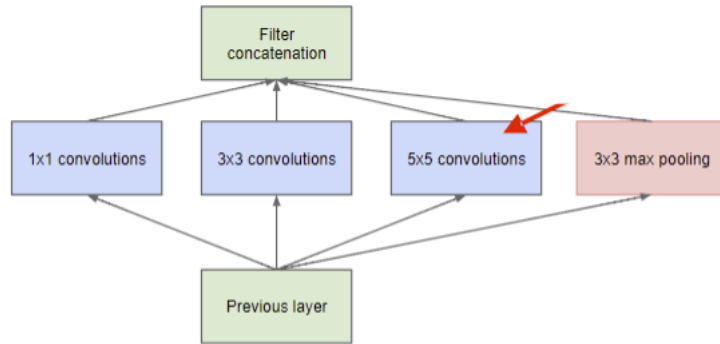 Filter
concatenation
1x1 convolutions
3x3 convolutions
5x5 convolutions
3x3 max pooling
Previous layer